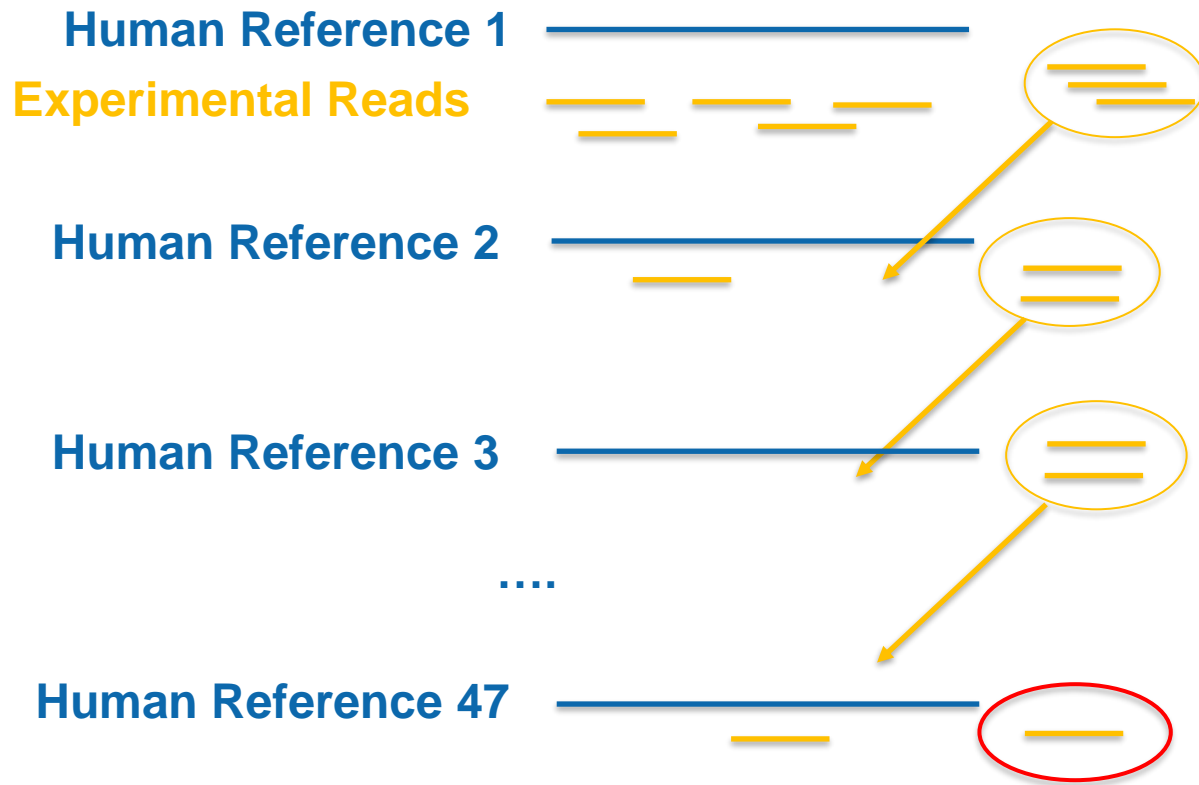 Human Reference 1
Experimental Reads
Human Reference 2
Human Reference 3
....
Human Reference 47